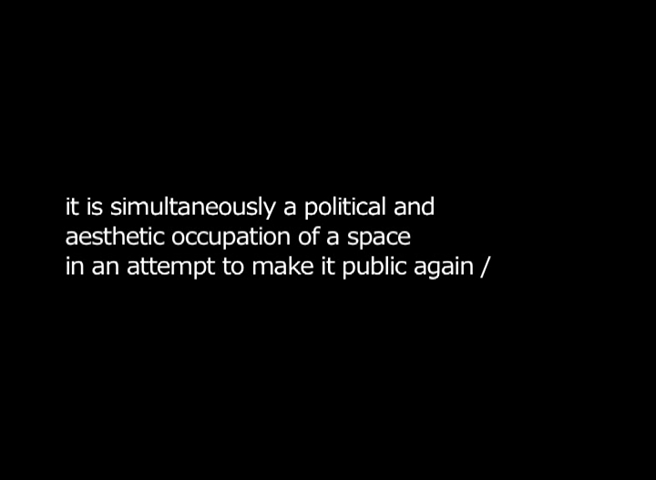 it is simultaneously a political and
aesthetic occupation of a space
in an attempt to make it public again /